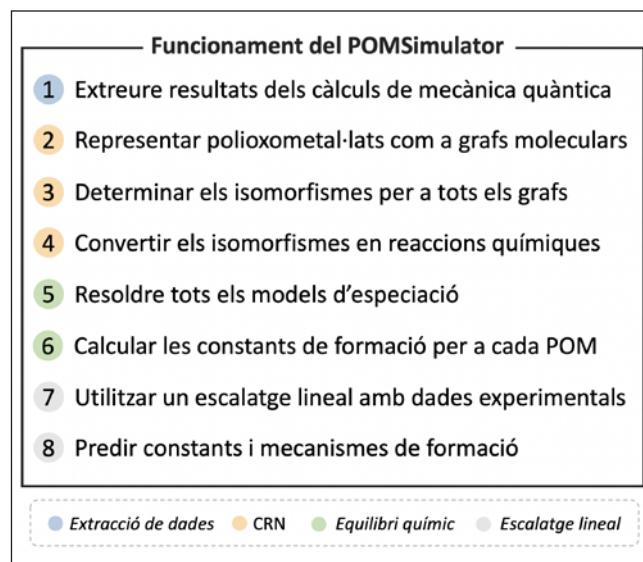 Funcionament del POMSimulator
1 Extreure resultats dels càlculs de mecànica quàntica
2 Representar polioxometal·lats com a grafs moleculars
3 Determinar els isomorfismes per a tots els grafs
4 Convertir els isomorfismes en reaccions químiques
5 Resoldre tots els models d’especiació
6 Calcular les constants de formació per a cada POM
7 Utilitzar un escalatge lineal amb dades experimentals
8 Predir constants i mecanismes de formació
Extracció de dades CRN Equilibri químic Escalatge lineal